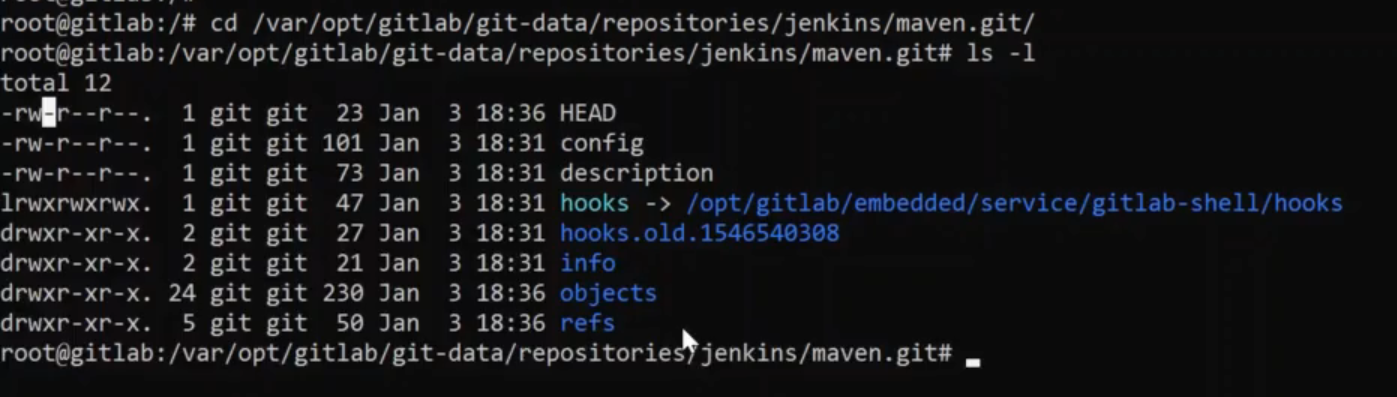 root@gitlab:/#
root@gitlab:/# cd /var/opt/gitlab/git-data/repositories/jenkins/maven.git/
root@gitlab:/var/opt/gitlab/git-data/repositories/jenkins/maven.git# ls -l
total 12
-rw-r--r--.  1 git git  23 Jan  3 18:36 HEAD
-rw-r--r--.  1 git git 101 Jan  3 18:31 config
-rw-r--r--.  1 git git  73 Jan  3 18:31 description
lrwxrwxrwx.  1 git git  47 Jan  3 18:31 hooks -> /opt/gitlab/embedded/service/gitlab-shell/hooks
drwxr-xr-x.  2 git git  27 Jan  3 18:31 hooks.old.1546540308
drwxr-xr-x.  2 git git  21 Jan  3 18:31 info
drwxr-xr-x. 24 git git 230 Jan  3 18:36 objects
drwxr-xr-x.  5 git git  50 Jan  3 18:36 refs
root@gitlab:/var/opt/gitlab/git-data/repositories/jenkins/maven.git#